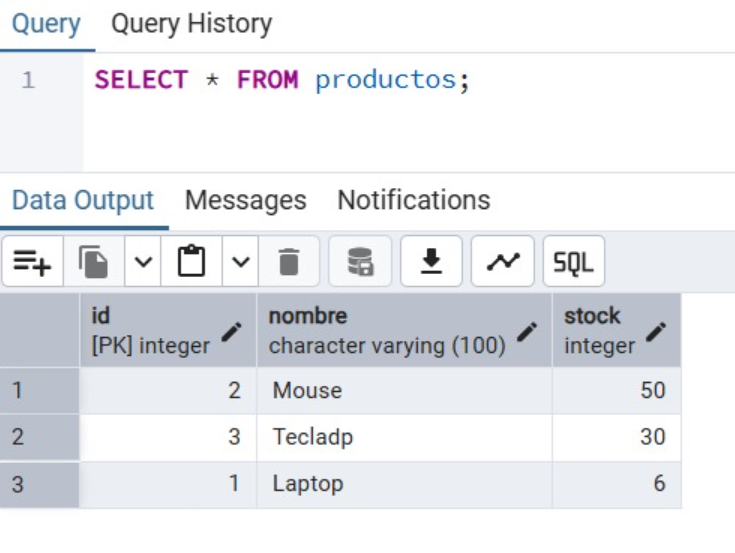 Query Query History
1 SELECT * FROM productos;
Data Output Messages Notifications
SQL
id nombre stock
[PK] integer character varying (100) integer
1 2 Mouse 50
2 3 Tecladp 30
3 1 Laptop 6